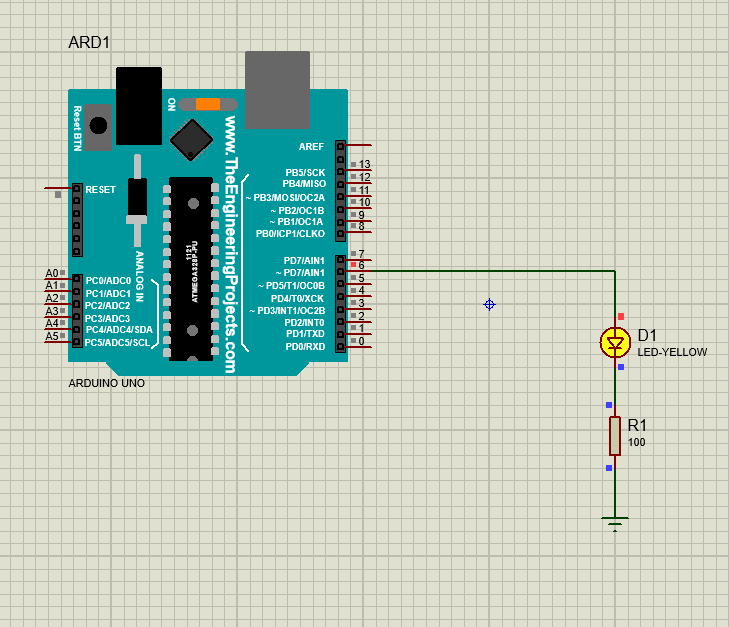 ARD1
ON
Reset BTN
www.TheEngineeringProjects.com
AREF
PB5/SCK 13
PB4/MISO 12
~ PB3/MOSI/OC2A 11
~ PB2/OC1B 10
~ PB1/OC1A 9
PB0/ICP1/CLKO 8
RESET
PD7/AIN1 7
~ PD7/AIN1 6
~ PD5/T1/OC0B 5
PD4/T0/XCK 4
~ PD3/INT1/OC2B 3
PD2/INT0 2
PD1/TXD 1
PD0/RXD 0
ANALOG IN
A0 PC0/ADC0
A1 PC1/ADC1
A2 PC2/ADC2
A3 PC3/ADC3
A4 PC4/ADC4/SDA
A5 PC5/ADC5/SCL
1121
ATMEGA328P-PU
ARDUINO UNO
D1
LED-YELLOW
R1
100